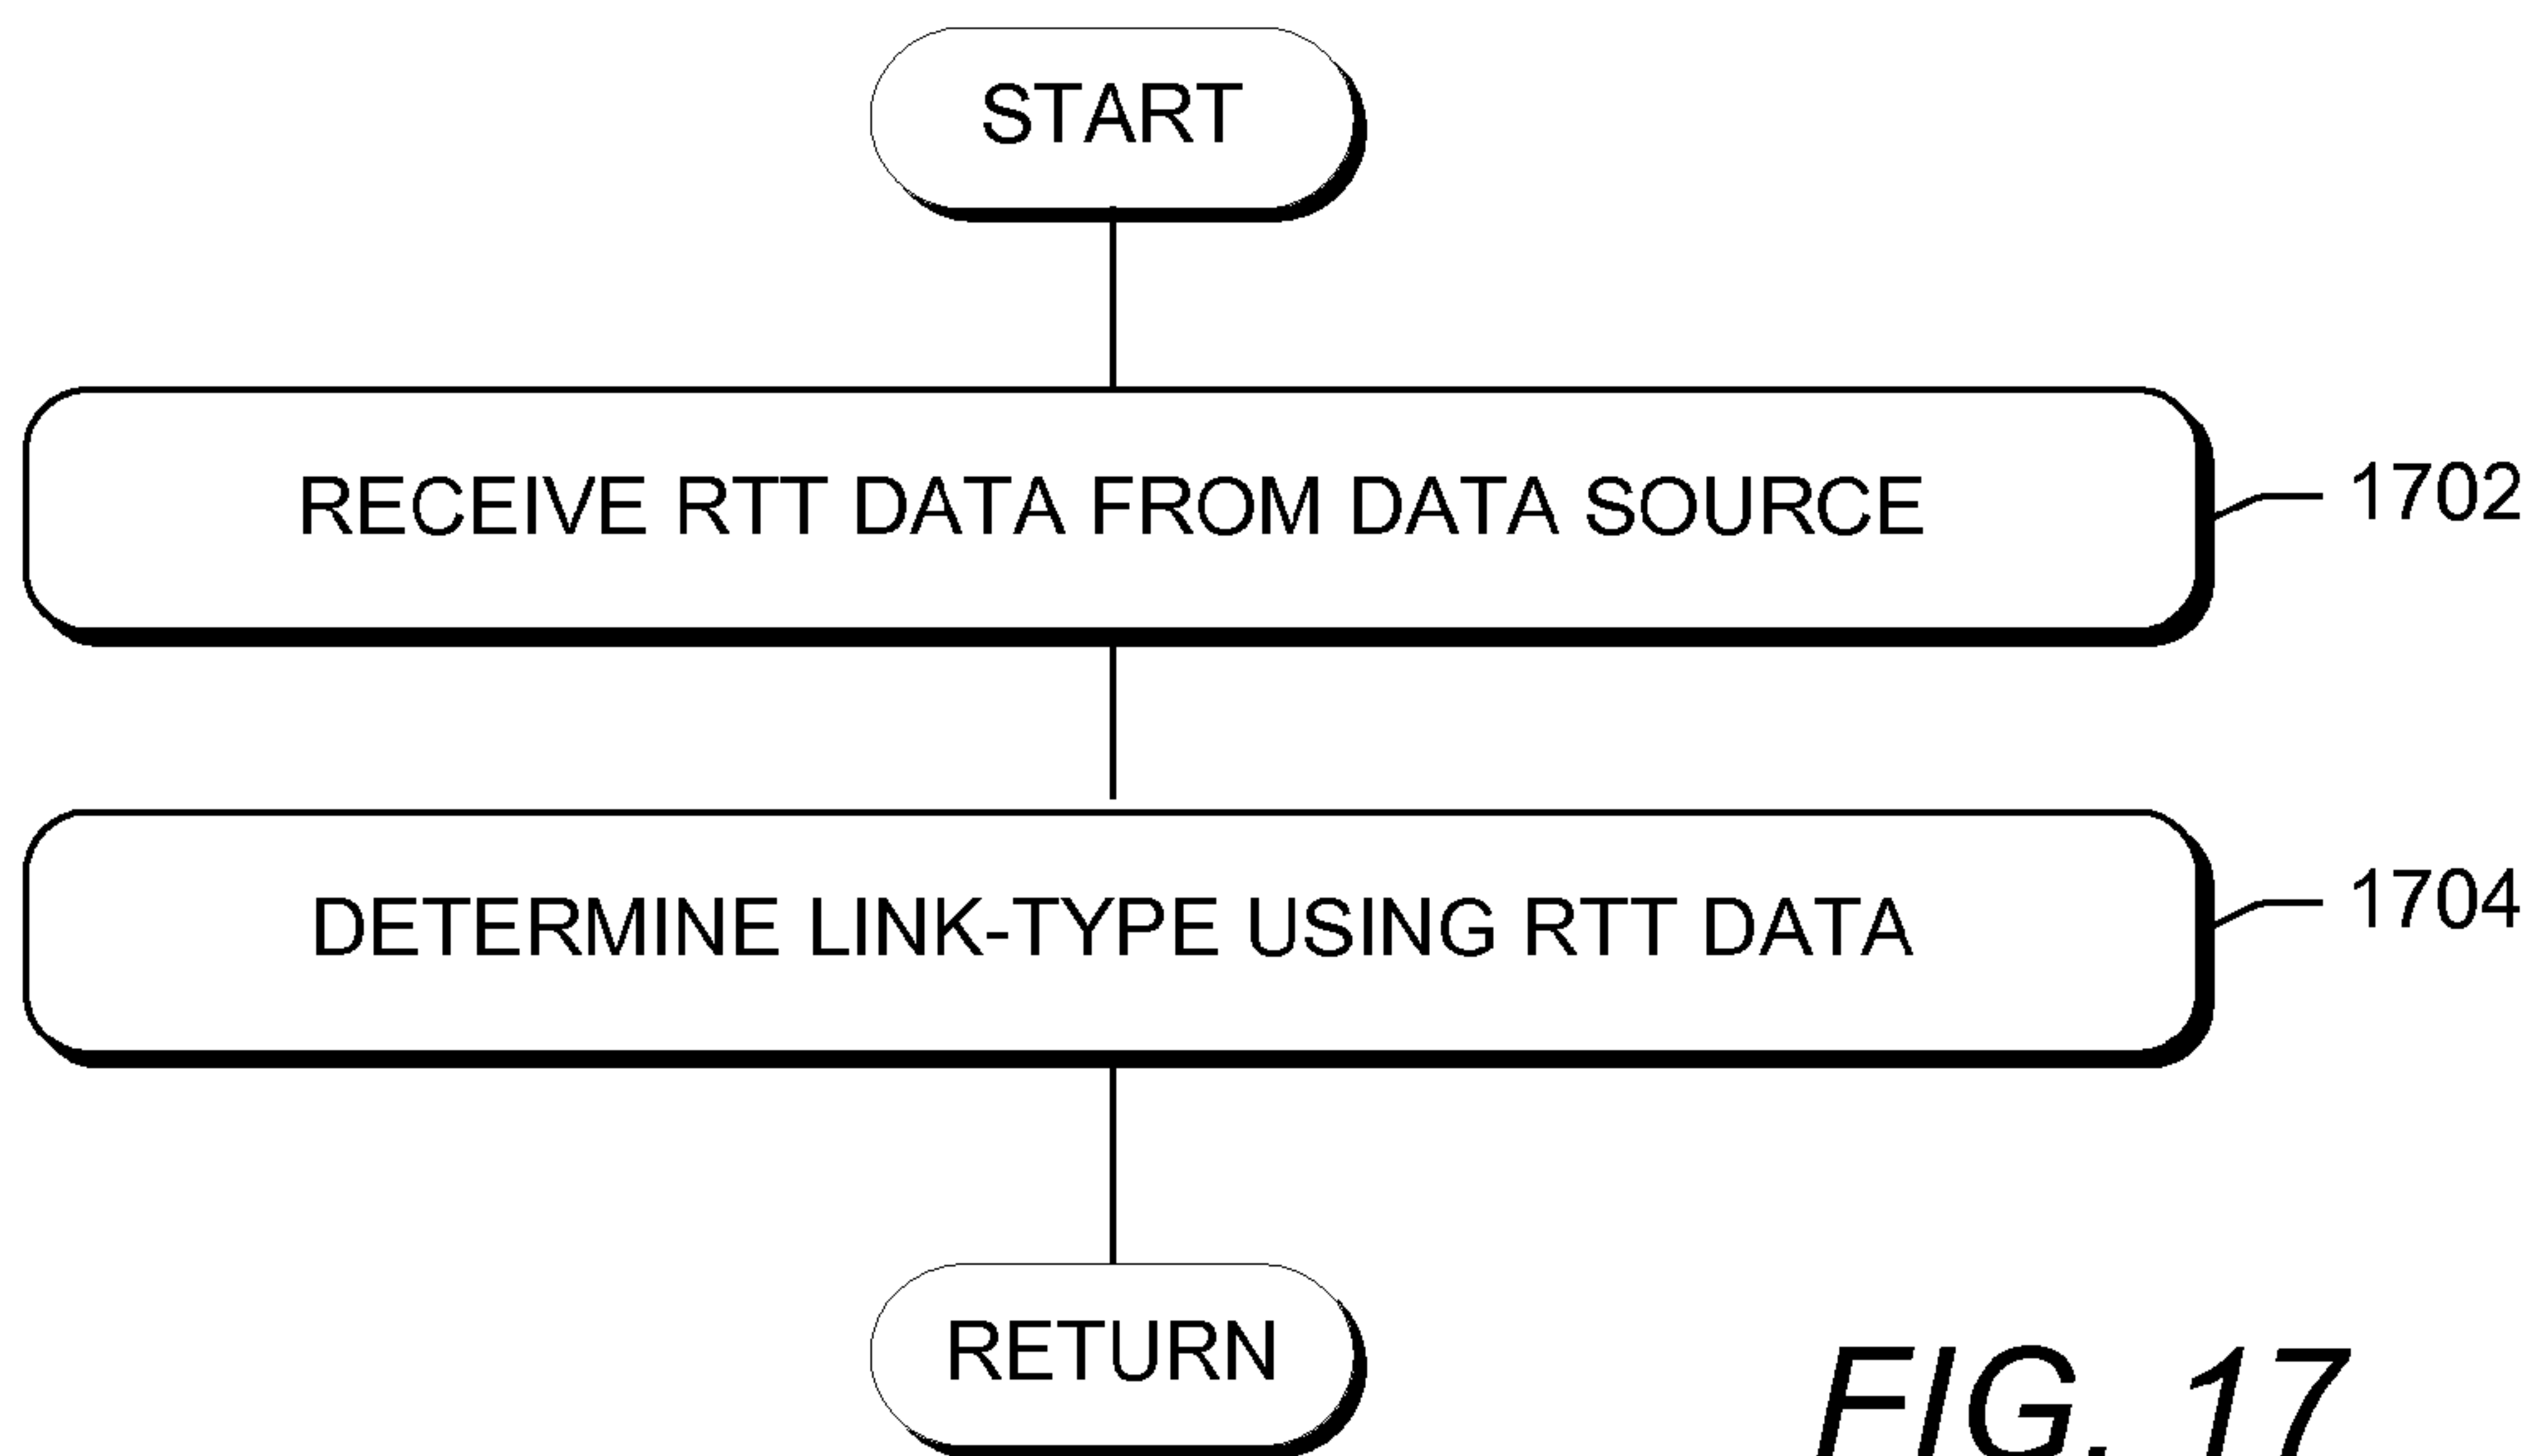 START
RECEIVE RTT DATA FROM DATA SOURCE
1702
DETERMINE LINK-TYPE USING RTT DATA
1704
RETURN
FIG. 17